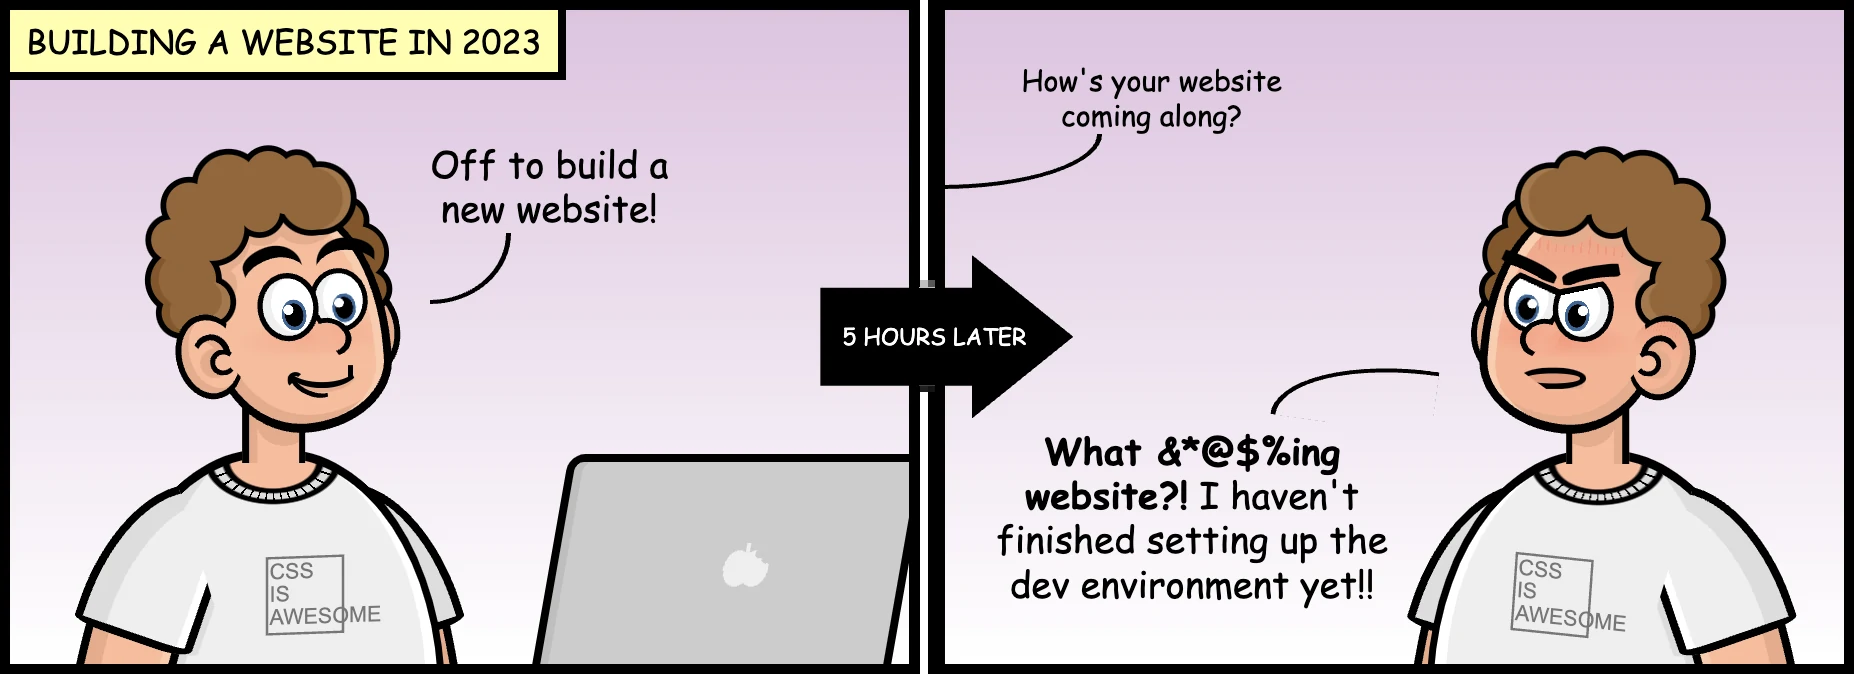 BUILDING A WEBSITE IN 2023
Off to build a
new website!
CSS
IS
AWESOME
5 HOURS LATER
How's your website
coming along?
What &*@$%ing
website?! I haven't
finished setting up the
dev environment yet!!
CSS
IS
AWESOME